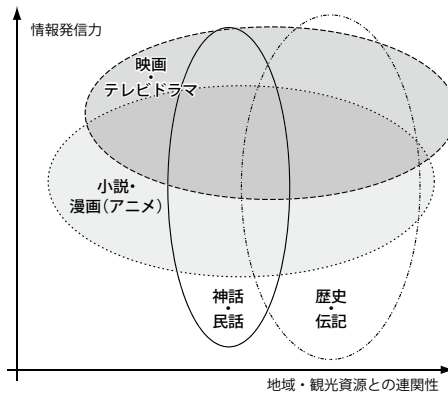 情報発信力
映画
・
テレビドラマ
小説・
漫画（アニメ）
神話
・
民話
歴史
・
伝記
地域・観光資源との連関性